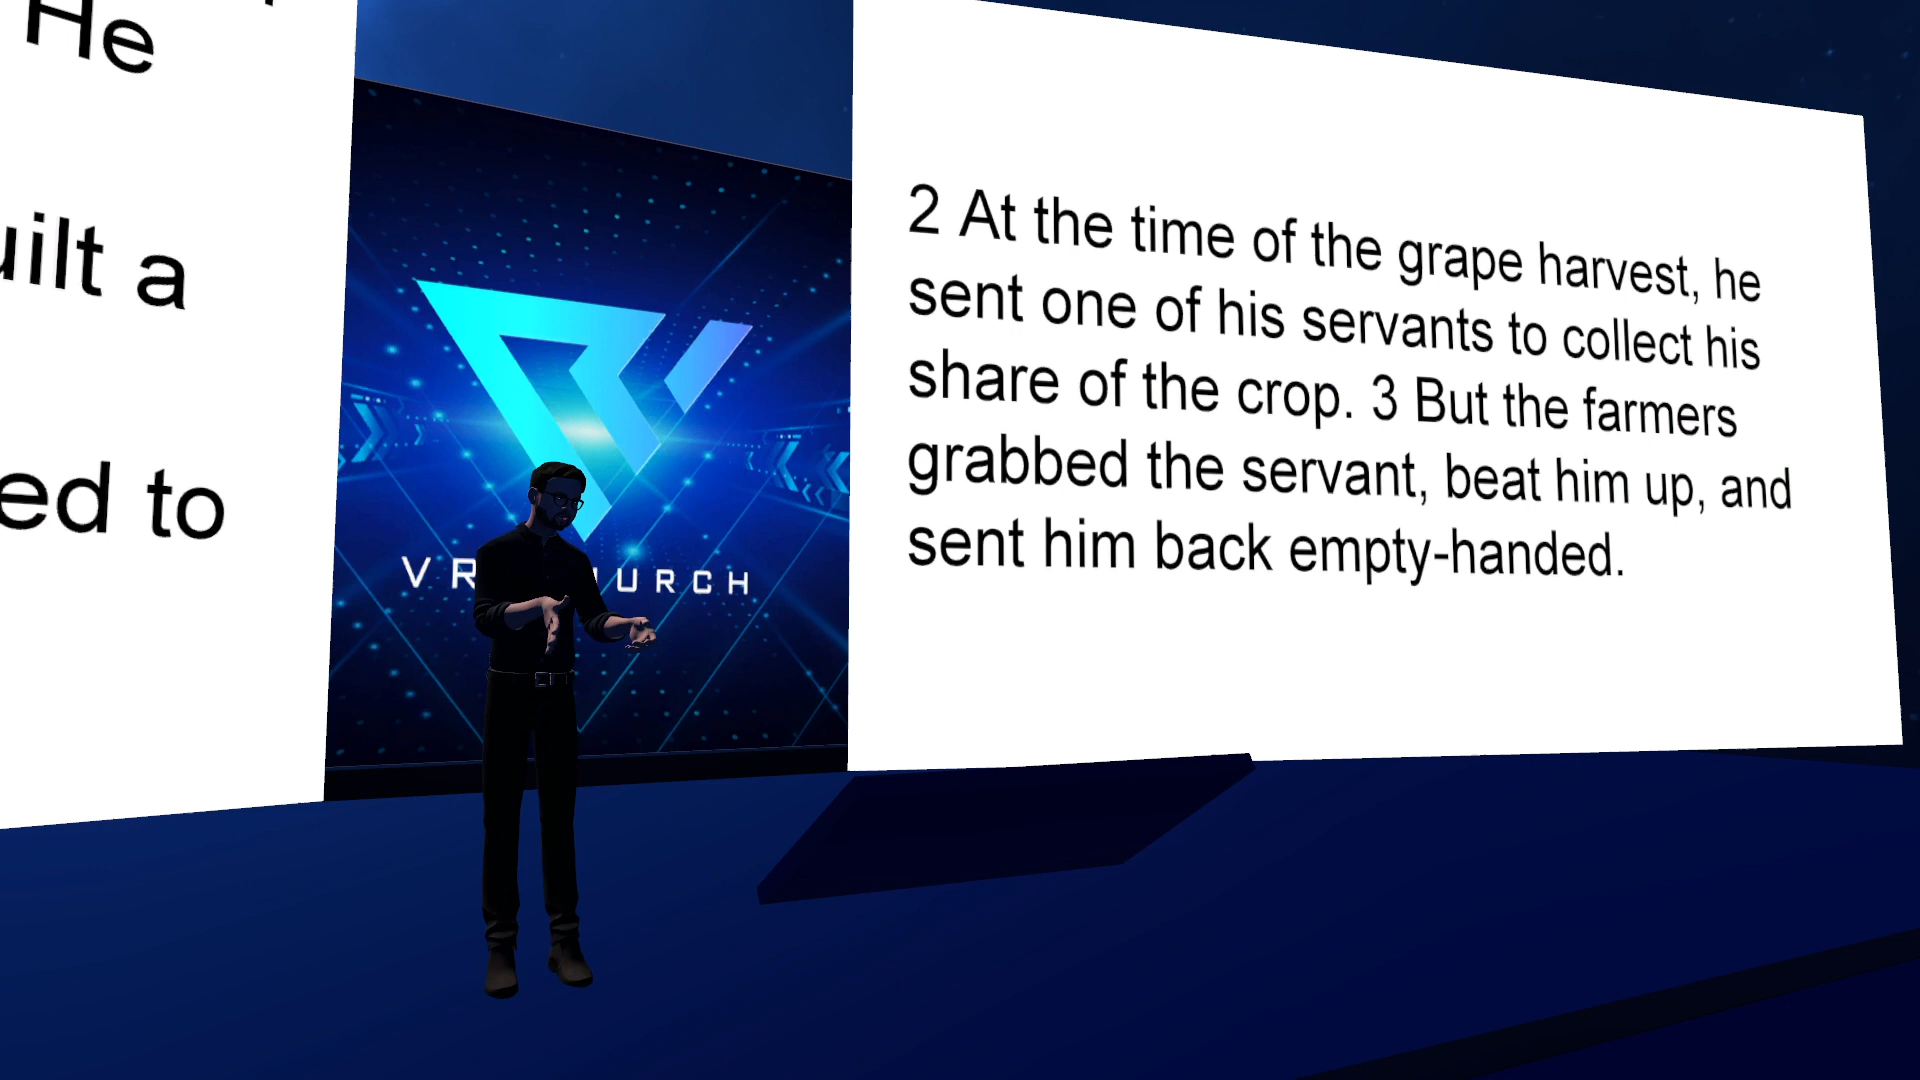 He
a
to
VR
URCH
2 At the time of the grape harvest, he
sent one of his servants to collect his
share of the crop. 3 But the farmers
grabbed the servant, beat him up, and
sent him back empty-handed.